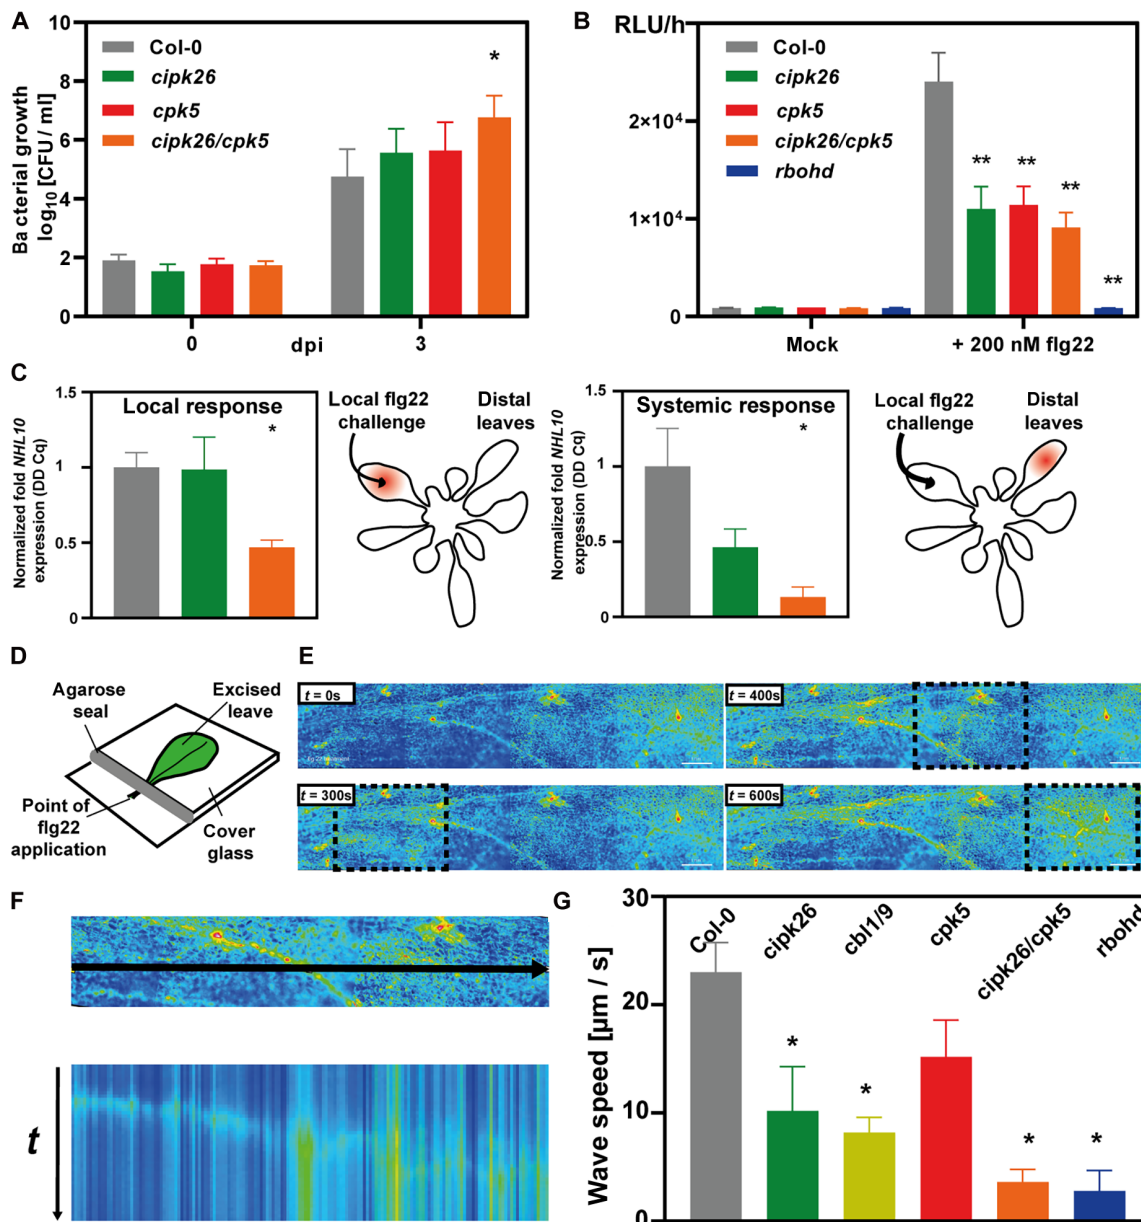 A
Bacterial growth
log10 [CFU / ml]
10
8
6
4
2
0
Col-0
cipk26
cpk5
cipk26/cpk5
*
0
dpi
3
B
RLU/h
2×10⁴
1×10⁴
0
Col-0
cipk26
cpk5
cipk26/cpk5
rbohd
**
**
**
**
Mock
+ 200 nM flg22
C
Normalized fold NHL10
expression (DD Cq)
1.5
1
0.5
0
Local response
*
Local flg22
challenge
Distal
leaves
Normalized fold NHL10
expression (DD Cq)
1.5
1
0.5
0
Systemic response
*
Local flg22
challenge
Distal
leaves
D
Agarose
seal
Excised
leave
Point of
flg22
application
Cover
glass
E
t = 0s
t = 400s
t = 300s
t = 600s
F
t
G
Wave speed [µm / s]
30
20
10
0
Col-0
cipk26
cbl1/9
cpk5
cipk26/cpk5
rbohd
*
*
*
*